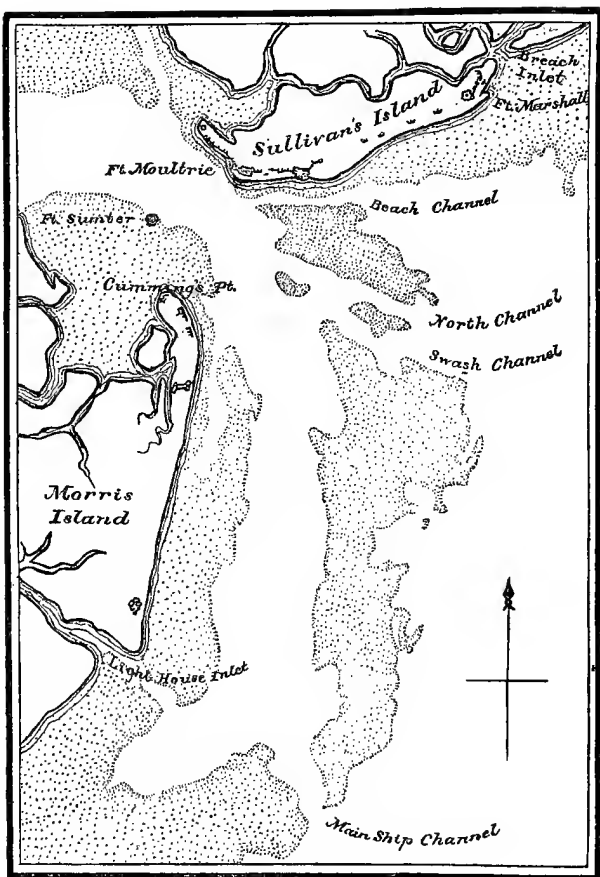 Breach
Inlet
Ft. Marshall
Sullivan's Island
Ft. Moultrie
Beach Channel
Ft. Sumter
Cummings Pt.
North Channel
Swash Channel
Morris
Island
Light House Inlet
Main Ship Channel